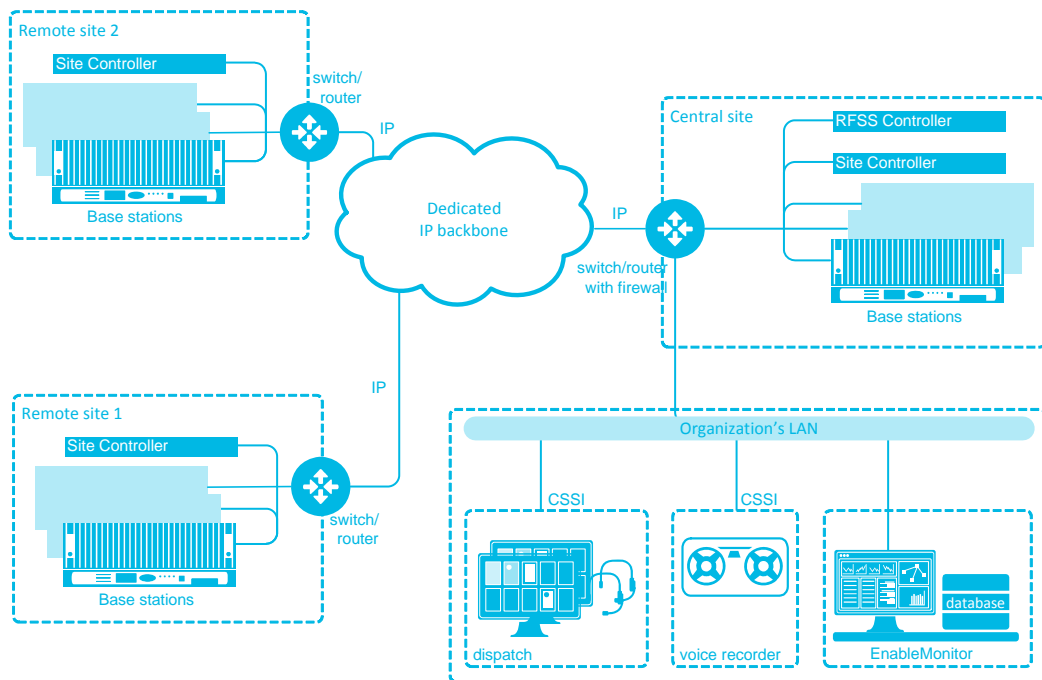 Remote site 2
Site Controller
switch/
router
IP
Base stations
Dedicated
IP backbone
Central site
RFSS Controller
Site Controller
IP
switch/router
with firewall
Base stations
IP
Remote site 1
Site Controller
switch/
router
Base stations
Organization's LAN
CSSI
CSSI
dispatch
voice recorder
database
EnableMonitor